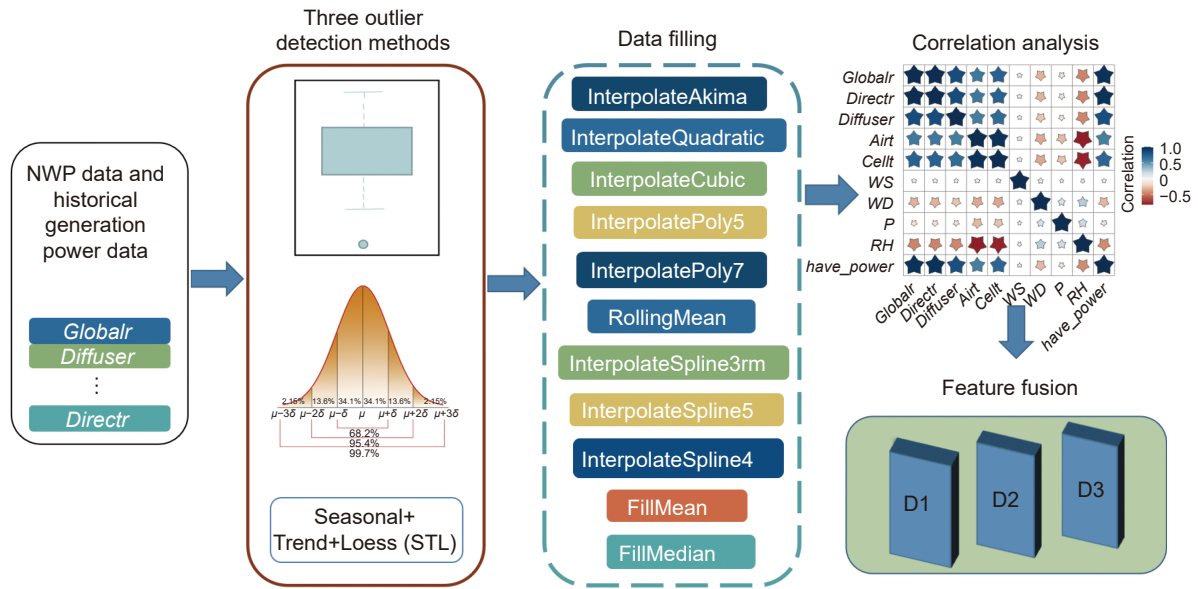 NWP data and
historical
generation
power data
Globalr
Diffuser
⋮
Directr
Three outlier
detection methods
2.15% 13.6% 34.1% 34.1% 13.6% 2.15%
μ−3δ μ−2δ μ−δ μ μ+δ μ+2δ μ+3δ
68.2%
95.4%
99.7%
Seasonal+
Trend+Loess (STL)
Data filling
InterpolateAkima
InterpolateQuadratic
InterpolateCubic
InterpolatePoly5
InterpolatePoly7
RollingMean
InterpolateSpline3rm
InterpolateSpline5
InterpolateSpline4
FillMean
FillMedian
Correlation analysis
Globalr
Directr
Diffuser
Airt
Cellt
WS
WD
P
RH
have_power
Globalr Directr Diffuser Airt Cellt WS WD P RH have_power
Correlation
1.0
0.5
0
−0.5
Feature fusion
D1 D2 D3